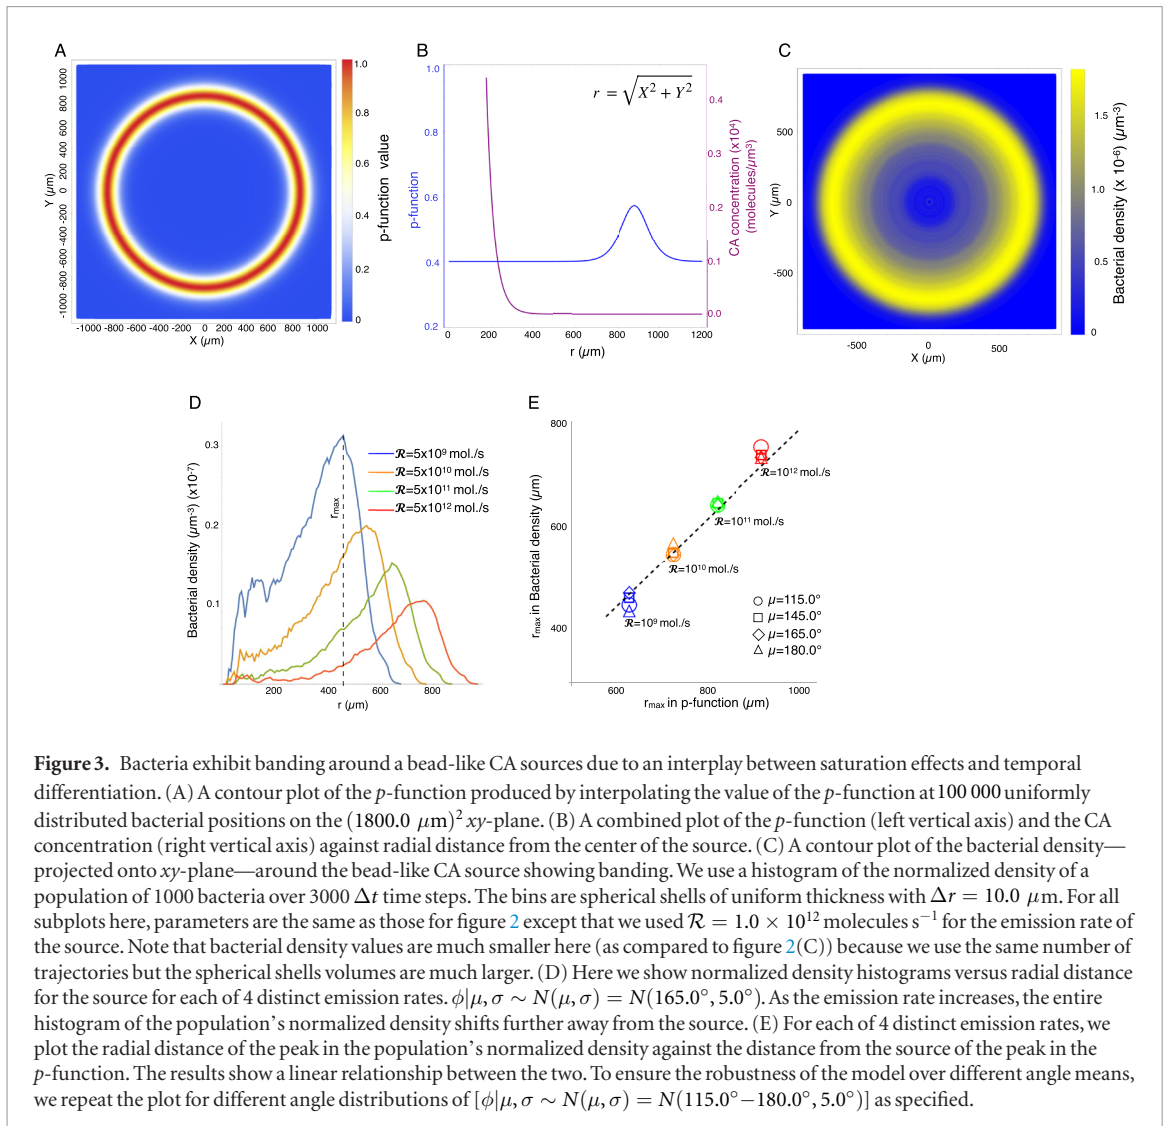 A
1000
800
600
400
200
0
-200
-400
-600
-800
-1000
Y (μm)
-1000 -800 -600 -400 -200 0 200 400 600 800 1000
X (μm)
1.0
0.8
0.6
0.4
0.2
0
p-function value
B
1.0
0.8
0.6
0.4
0.2
p-function
r = √X² + Y²
0 200 400 600 800 1000 1200
r (μm)
0.4
0.3
0.2
0.1
0.0
CA concentration (x10⁴)
(molecules/μm³)
C
500
0
-500
Y (μm)
-500 0 500
X (μm)
1.5
1.0
0.5
0
Bacterial density (x 10⁻⁶) (μm⁻³)
D
0.3
0.2
0.1
Bacterial density (μm⁻³) (x10⁻⁷)
r_max
ℛ=5x10⁹ mol./s
ℛ=5x10¹⁰ mol./s
ℛ=5x10¹¹ mol./s
ℛ=5x10¹² mol./s
200 400 600 800
r (μm)
E
800
600
400
r_max in Bacterial density (μm)
ℛ=10¹² mol./s
ℛ=10¹¹ mol./s
ℛ=10¹⁰ mol./s
ℛ=10⁹ mol./s
μ=115.0°
μ=145.0°
μ=165.0°
μ=180.0°
600 800 1000
r_max in p-function (μm)
Figure 3. Bacteria exhibit banding around a bead-like CA sources due to an interplay between saturation effects and temporal
differentiation. (A) A contour plot of the p-function produced by interpolating the value of the p-function at 100 000 uniformly
distributed bacterial positions on the (1800.0 μm)² xy-plane. (B) A combined plot of the p-function (left vertical axis) and the CA
concentration (right vertical axis) against radial distance from the center of the source. (C) A contour plot of the bacterial density—
projected onto xy-plane—around the bead-like CA source showing banding. We use a histogram of the normalized density of a
population of 1000 bacteria over 3000 Δt time steps. The bins are spherical shells of uniform thickness with Δr = 10.0 μm. For all
subplots here, parameters are the same as those for figure 2 except that we used ℛ = 1.0 × 10¹² molecules s⁻¹ for the emission rate of
the source. Note that bacterial density values are much smaller here (as compared to figure 2(C)) because we use the same number of
trajectories but the spherical shells volumes are much larger. (D) Here we show normalized density histograms versus radial distance
for the source for each of 4 distinct emission rates. ϕ|μ, σ ∼ N(μ, σ) = N(165.0°, 5.0°). As the emission rate increases, the entire
histogram of the population's normalized density shifts further away from the source. (E) For each of 4 distinct emission rates, we
plot the radial distance of the peak in the population's normalized density against the distance from the source of the peak in the
p-function. The results show a linear relationship between the two. To ensure the robustness of the model over different angle means,
we repeat the plot for different angle distributions of [ϕ|μ, σ ∼ N(μ, σ) = N(115.0°−180.0°, 5.0°)] as specified.